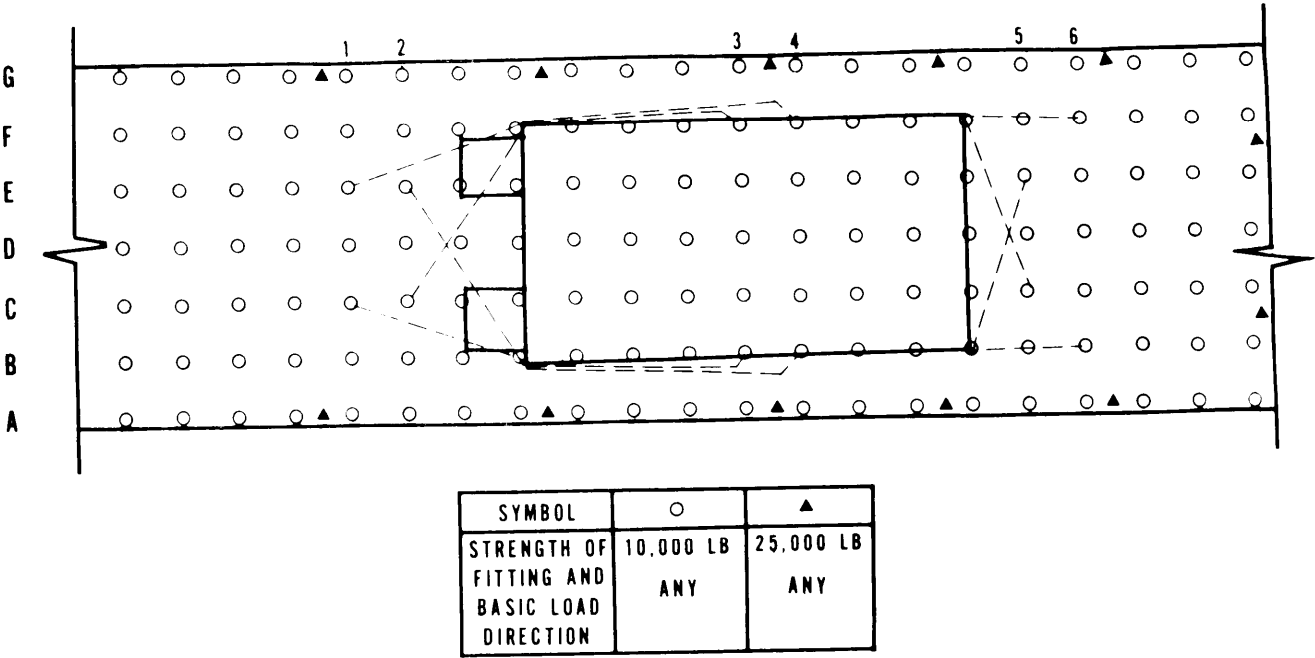 1 2 3 4 5 6
G
F
E
D
C
B
A
SYMBOL
STRENGTH OF 10,000 LB 25,000 LB
FITTING AND ANY ANY
BASIC LOAD
DIRECTION